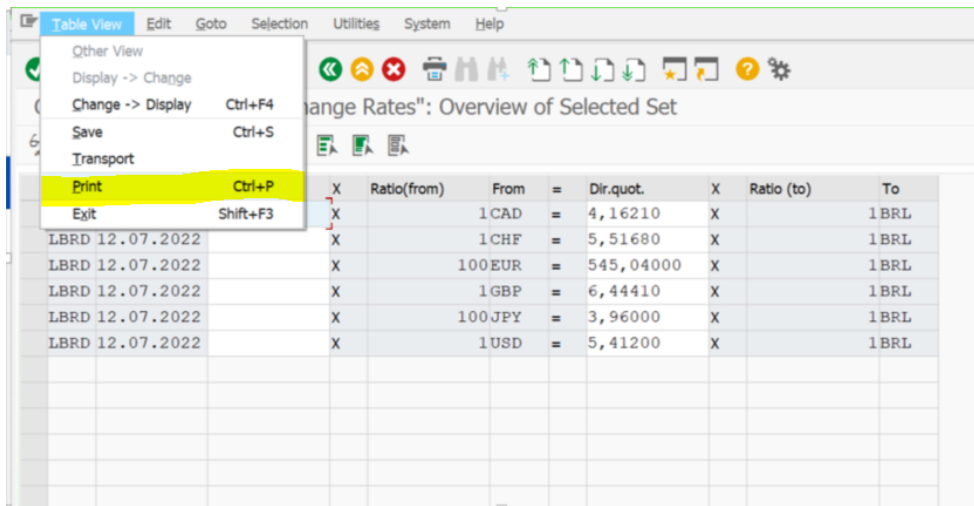 Table View Edit Goto Selection Utilities System Help
Other View
Display -> Change
Change -> Display Ctrl+F4
ange Rates": Overview of Selected Set
Save Ctrl+S
Transport
Print Ctrl+P X Ratio(from) From = Dir.quot. X Ratio (to) To
Exit Shift+F3 X 1 CAD = 4,16210 X 1 BRL
LBRD 12.07.2022 X 1 CHF = 5,51680 X 1 BRL
LBRD 12.07.2022 X 100 EUR = 545,04000 X 1 BRL
LBRD 12.07.2022 X 1 GBP = 6,44410 X 1 BRL
LBRD 12.07.2022 X 100 JPY = 3,96000 X 1 BRL
LBRD 12.07.2022 X 1 USD = 5,41200 X 1 BRL